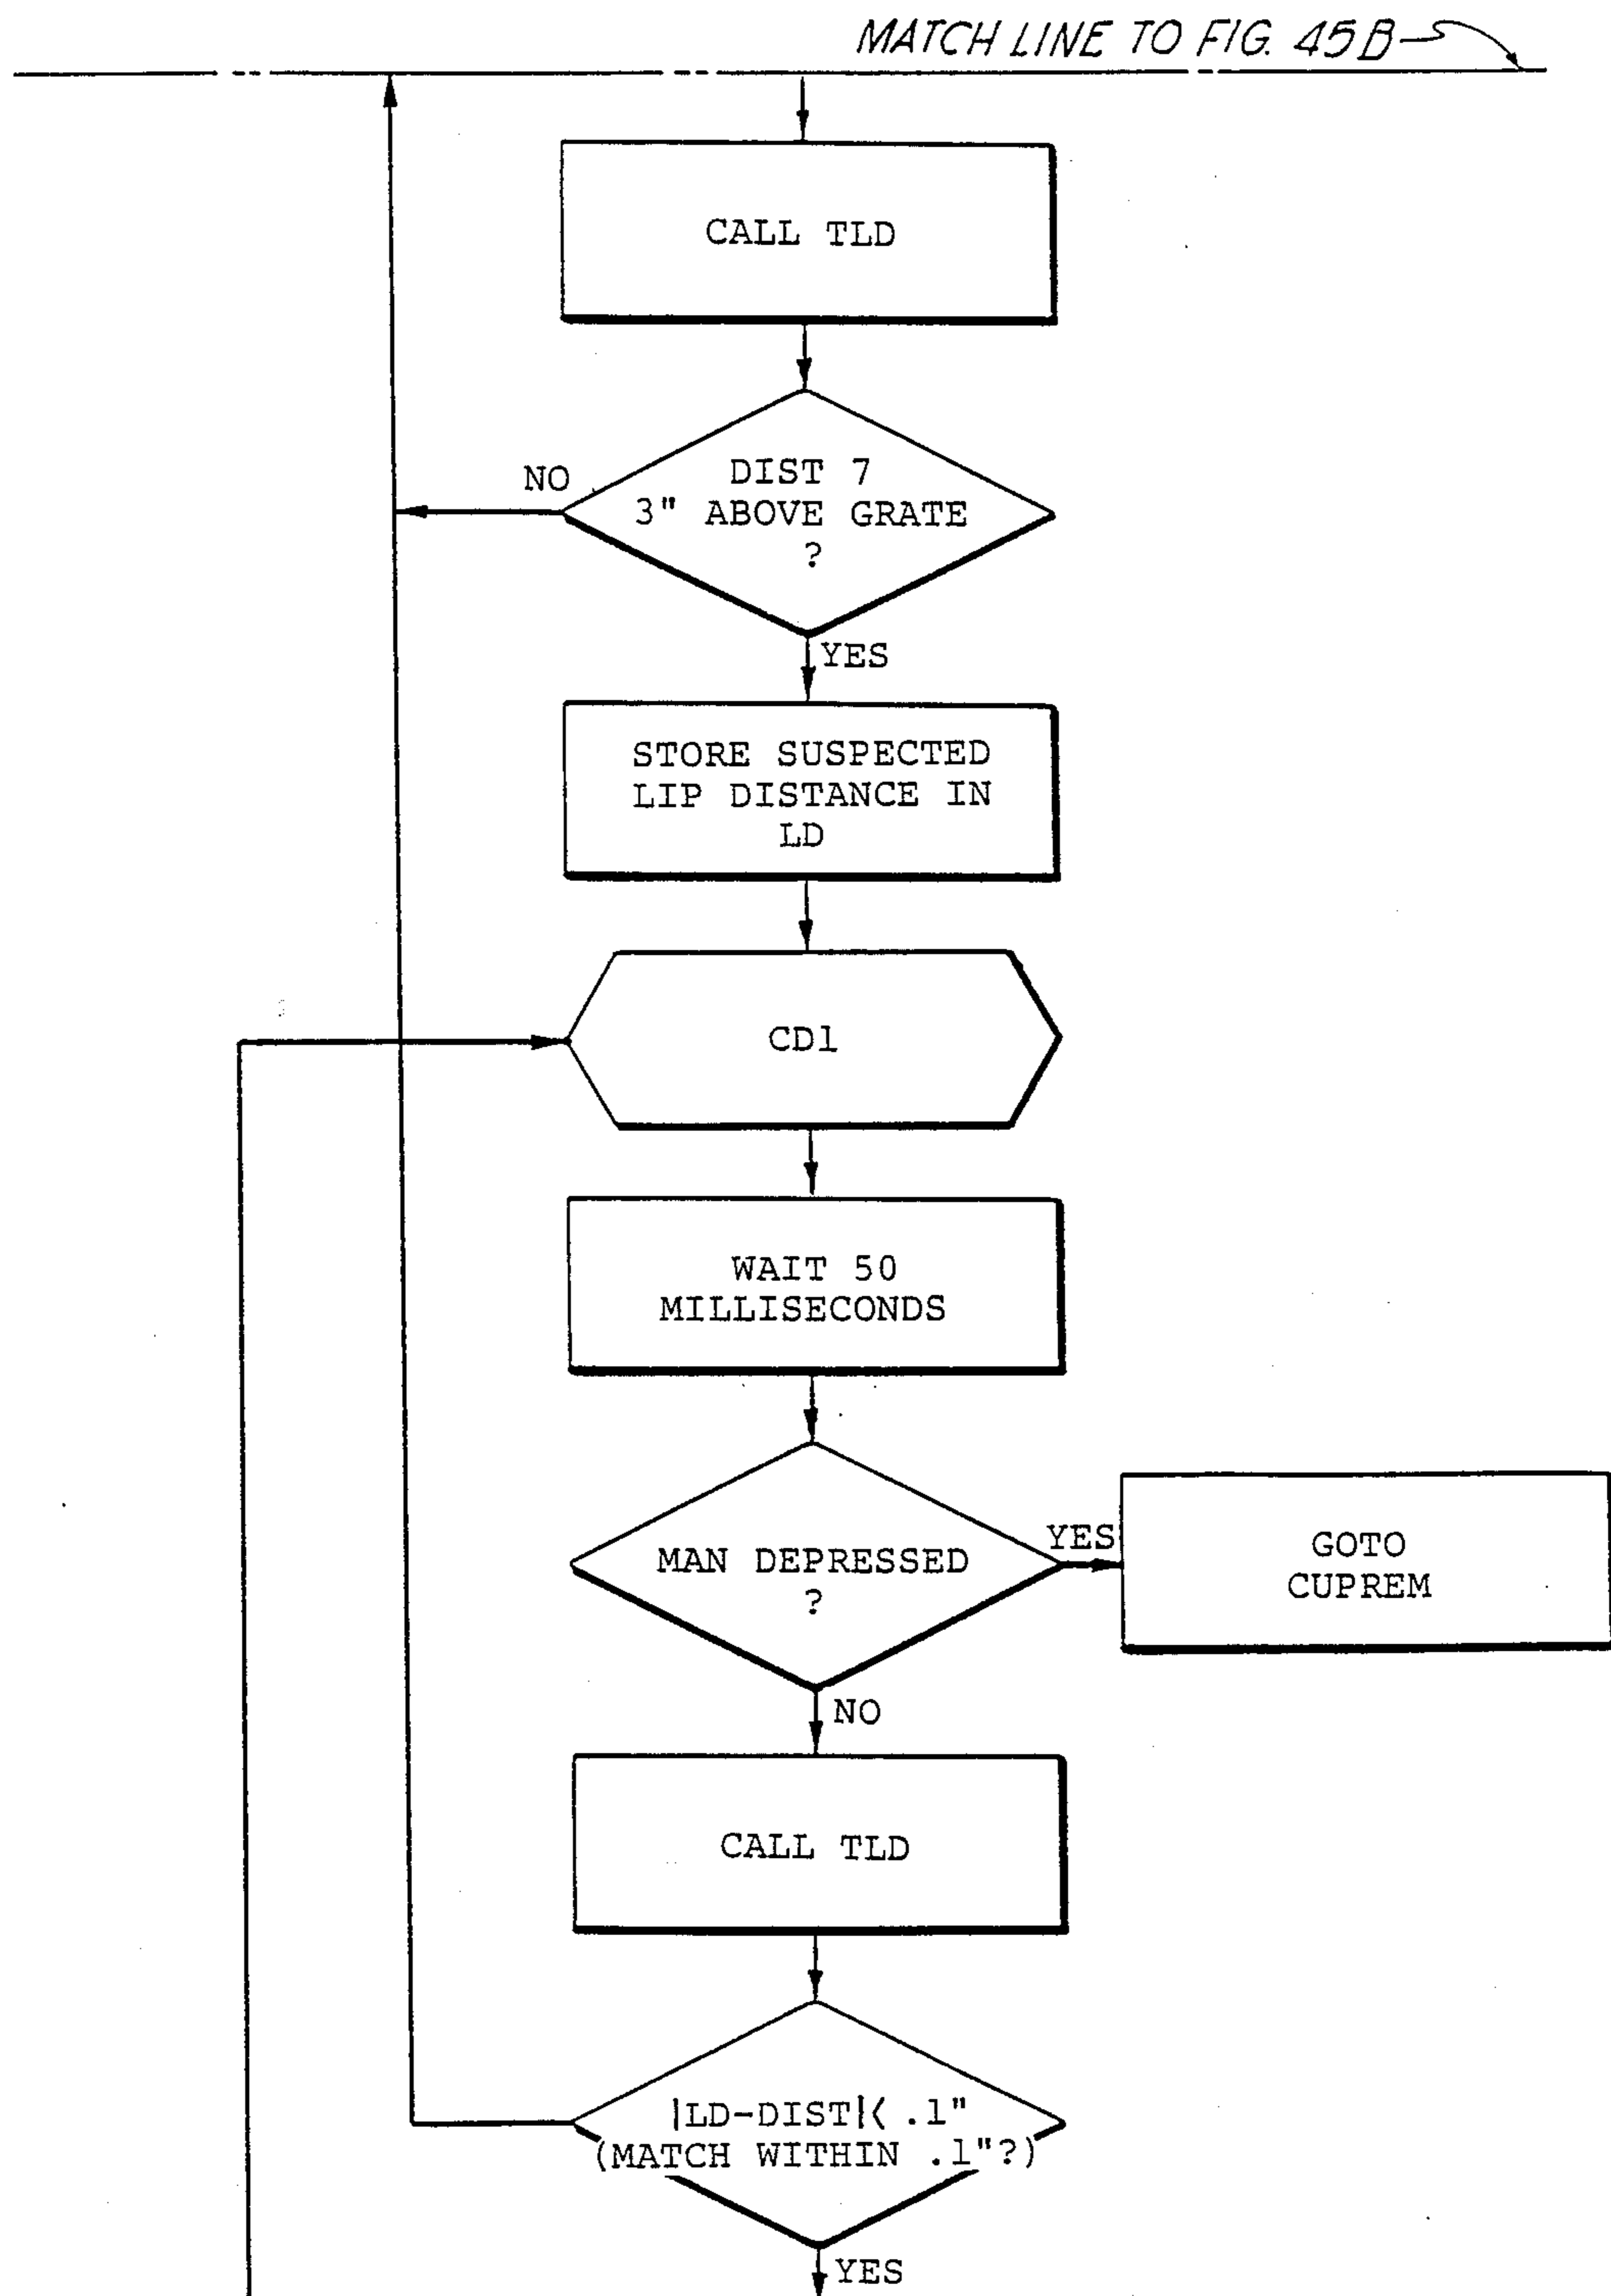 MATCH LINE TO FIG. 45B
CALL TLD
DIST 7
3" ABOVE GRATE
?
NO
YES
STORE SUSPECTED
LIP DISTANCE IN
LD
CD1
WAIT 50
MILLISECONDS
MAN DEPRESSED
?
YES
GOTO
CUPREM
NO
CALL TLD
|LD-DIST|< .1"
(MATCH WITHIN .1"?)
YES